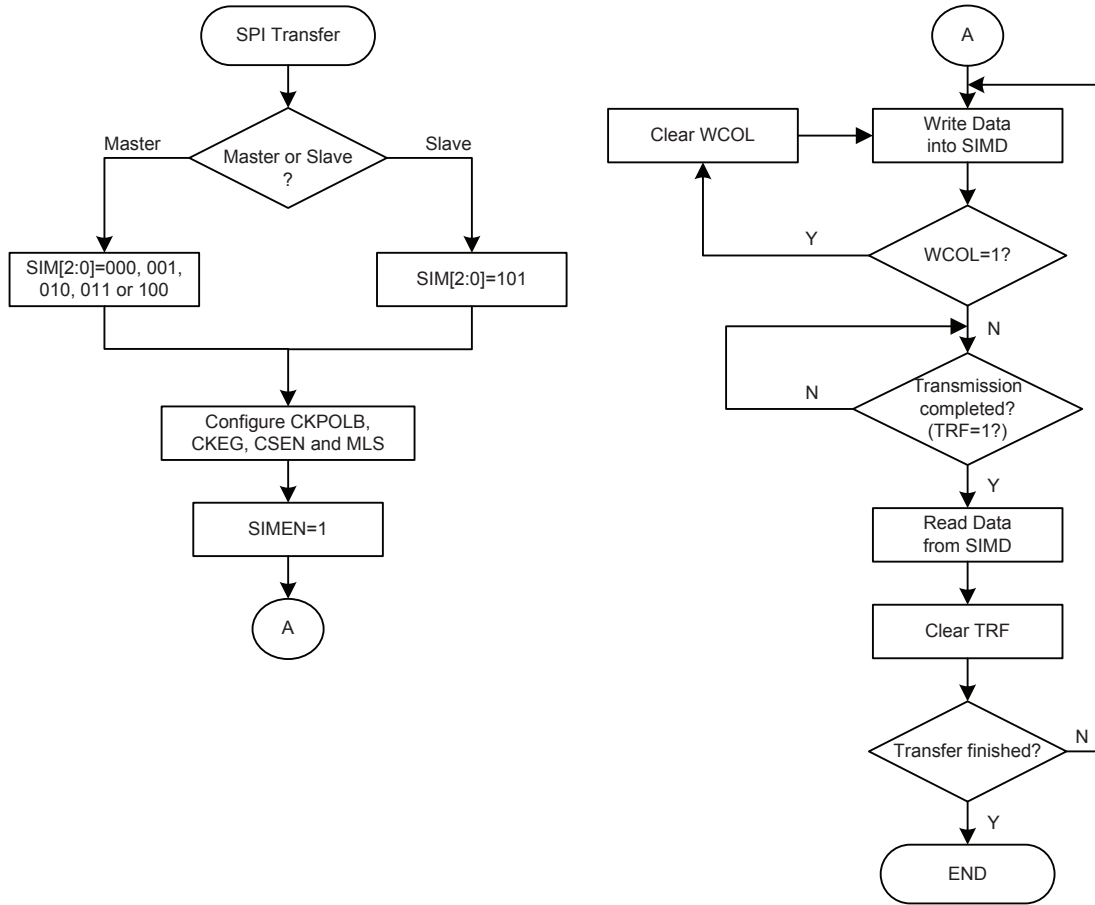 SPI Transfer
Master
Master or Slave
?
Slave
SIM[2:0]=000, 001,
010, 011 or 100
SIM[2:0]=101
Configure CKPOLB,
CKEG, CSEN and MLS
SIMEN=1
A
A
Write Data
into SIMD
Clear WCOL
Y
WCOL=1?
N
Transmission
completed?
(TRF=1?)
N
Y
Read Data
from SIMD
Clear TRF
Transfer finished?
N
Y
END